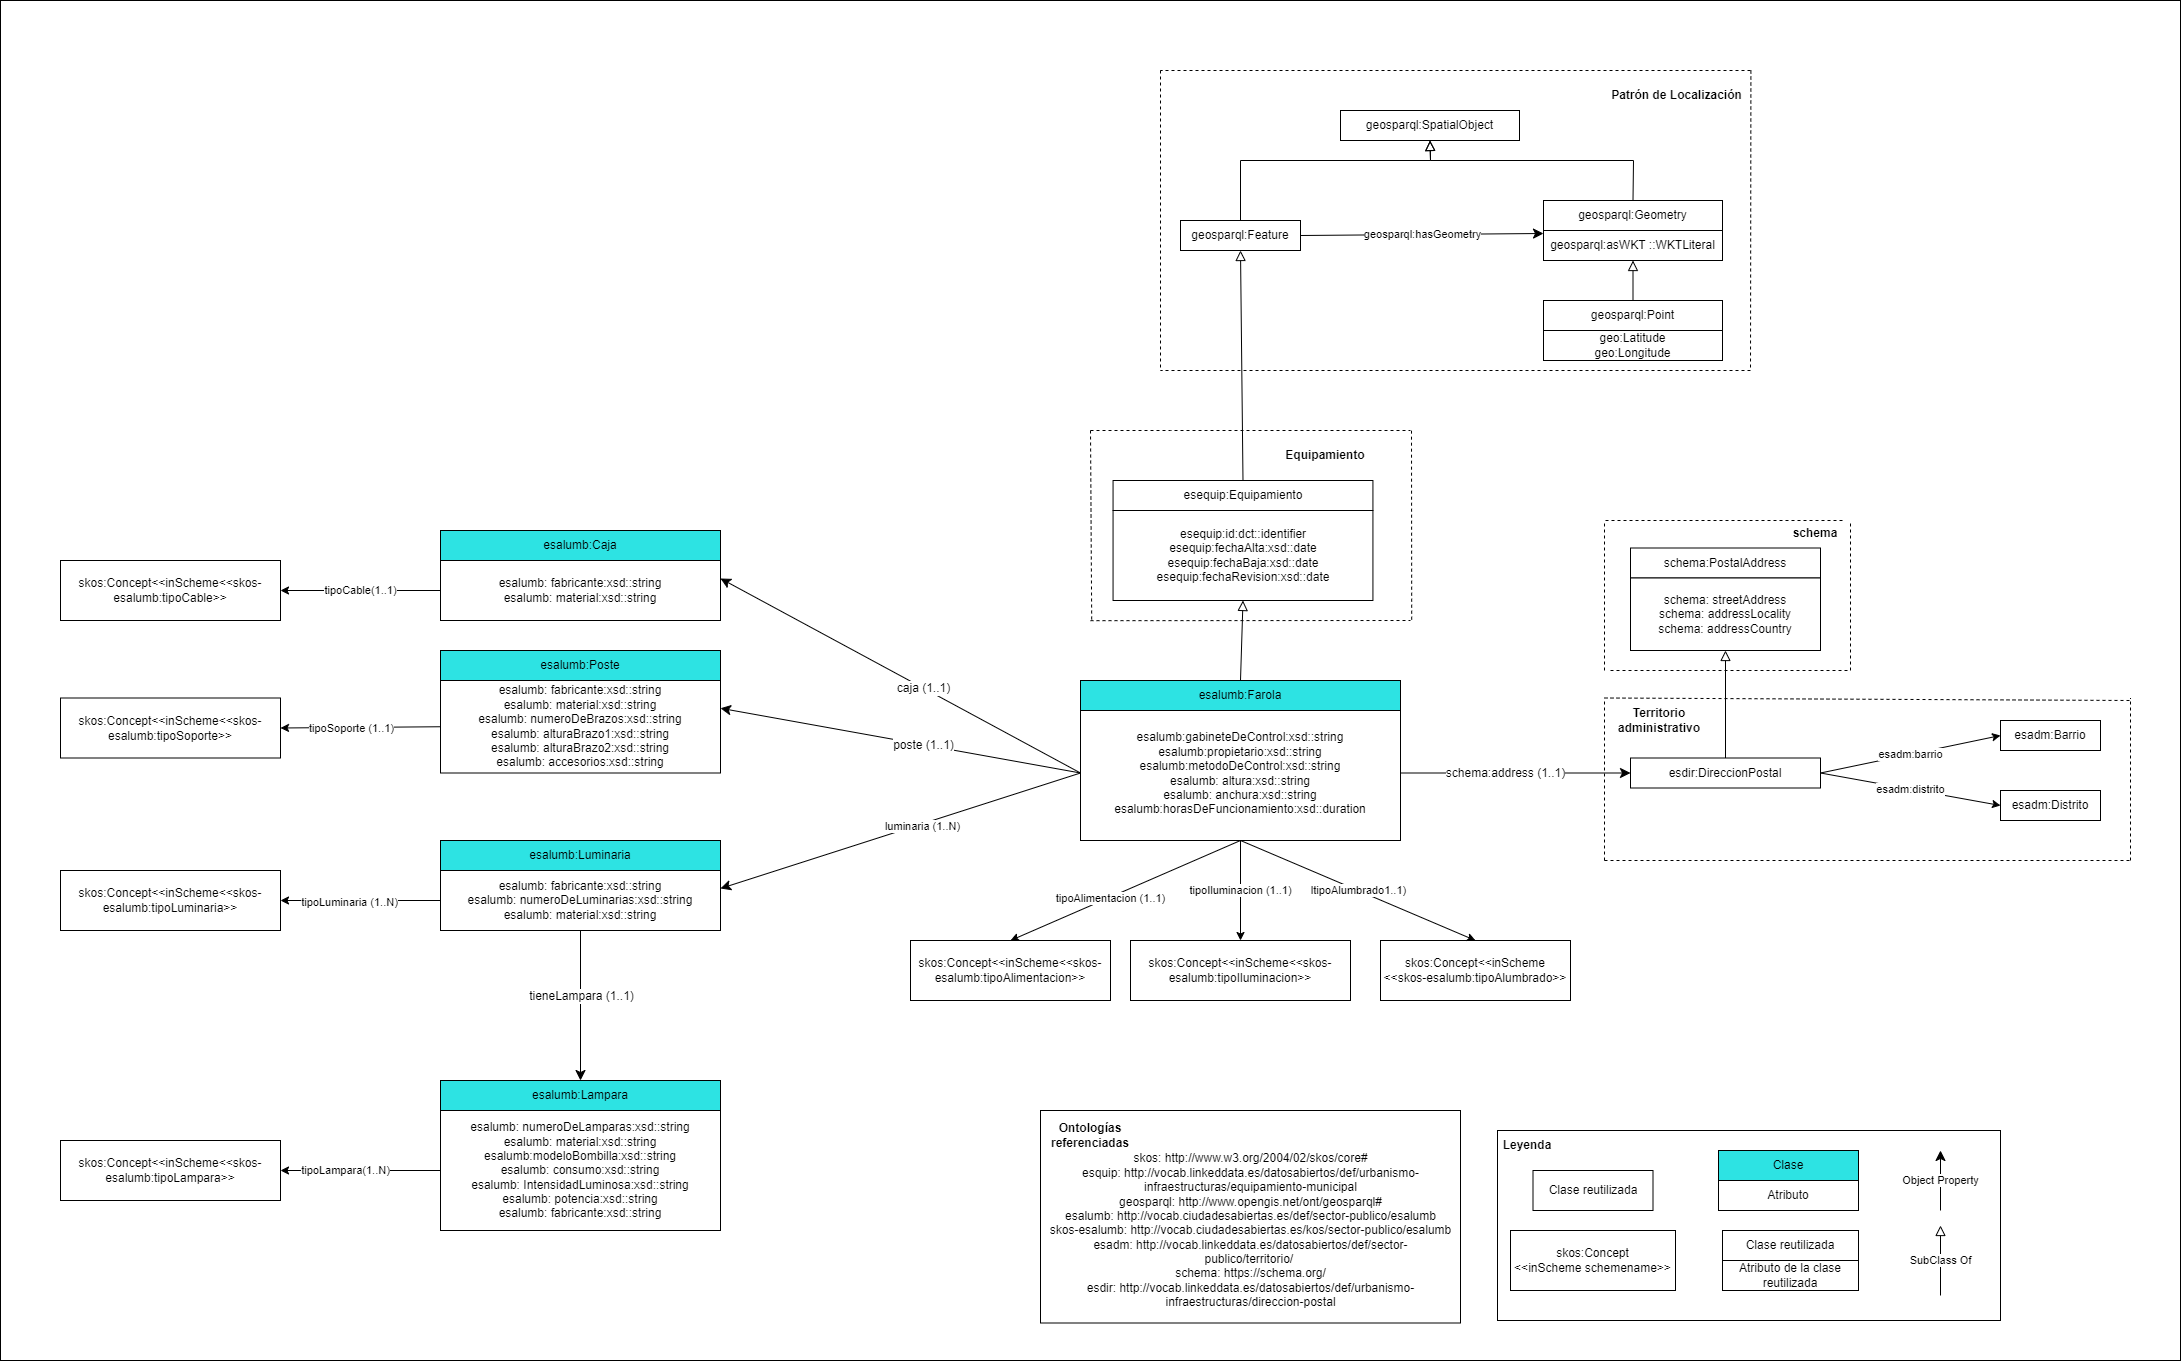 Patrón de Localización
geosparql:SpatialObject
geosparql:Feature
geosparql:hasGeometry
geosparql:Geometry
geosparql:asWKT ::WKTLiteral
geosparql:Point
geo:Latitude
geo:Longitude
Equipamiento
esequip:Equipamiento
esequip:id:dct::identifier
esequip:fechaAlta:xsd::date
esequip:fechaBaja:xsd::date
esequip:fechaRevision:xsd::date
schema
schema:PostalAddress
schema: streetAddress
schema: addressLocality
schema: addressCountry
Territorio
administrativo
esdir:DireccionPostal
esadm:barrio
esadm:distrito
esadm:Barrio
esadm:Distrito
skos:Concept<<inScheme<<skos-
esalumb:tipoCable>>
tipoCable(1..1)
esalumb:Caja
esalumb: fabricante:xsd::string
esalumb: material:xsd::string
caja (1..1)
skos:Concept<<inScheme<<skos-
esalumb:tipoSoporte>>
tipoSoporte (1..1)
esalumb:Poste
esalumb: fabricante:xsd::string
esalumb: material:xsd::string
esalumb: numeroDeBrazos:xsd::string
esalumb: alturaBrazo1:xsd::string
esalumb: alturaBrazo2:xsd::string
esalumb: accesorios:xsd::string
poste (1..1)
esalumb:Farola
esalumb:gabineteDeControl:xsd::string
esalumb:propietario:xsd::string
esalumb:metodoDeControl:xsd::string
esalumb: altura:xsd::string
esalumb: anchura:xsd::string
esalumb:horasDeFuncionamiento:xsd::duration
schema:address (1..1)
luminaria (1..N)
skos:Concept<<inScheme<<skos-
esalumb:tipoLuminaria>>
tipoLuminaria (1..N)
esalumb:Luminaria
esalumb: fabricante:xsd::string
esalumb: numeroDeLuminarias:xsd::string
esalumb: material:xsd::string
tipoAlimentacion (1..1)
tipoIluminacion (1..1)
ltipoAlumbrado1..1)
skos:Concept<<inScheme<<skos-
esalumb:tipoAlimentacion>>
skos:Concept<<inScheme<<skos-
esalumb:tipoIluminacion>>
skos:Concept<<inScheme
<<skos-esalumb:tipoAlumbrado>>
tieneLampara (1..1)
skos:Concept<<inScheme<<skos-
esalumb:tipoLampara>>
tipoLampara(1..N)
esalumb:Lampara
esalumb: numeroDeLamparas:xsd::string
esalumb: material:xsd::string
esalumb:modeloBombilla:xsd::string
esalumb: consumo:xsd::string
esalumb: IntensidadLuminosa:xsd::string
esalumb: potencia:xsd::string
esalumb: fabricante:xsd::string
Ontologías
referenciadas
skos: http://www.w3.org/2004/02/skos/core#
esquip: http://vocab.linkeddata.es/datosabiertos/def/urbanismo-
infraestructuras/equipamiento-municipal
geosparql: http://www.opengis.net/ont/geosparql#
esalumb: http://vocab.ciudadesabiertas.es/def/sector-publico/esalumb
skos-esalumb: http://vocab.ciudadesabiertas.es/kos/sector-publico/esalumb
esadm: http://vocab.linkeddata.es/datosabiertos/def/sector-
publico/territorio/
schema: https://schema.org/
esdir: http://vocab.linkeddata.es/datosabiertos/def/urbanismo-
infraestructuras/direccion-postal
Leyenda
Clase reutilizada
Clase
Atributo
Object Property
skos:Concept
<<inScheme schemename>>
Clase reutilizada
Atributo de la clase
reutilizada
SubClass Of